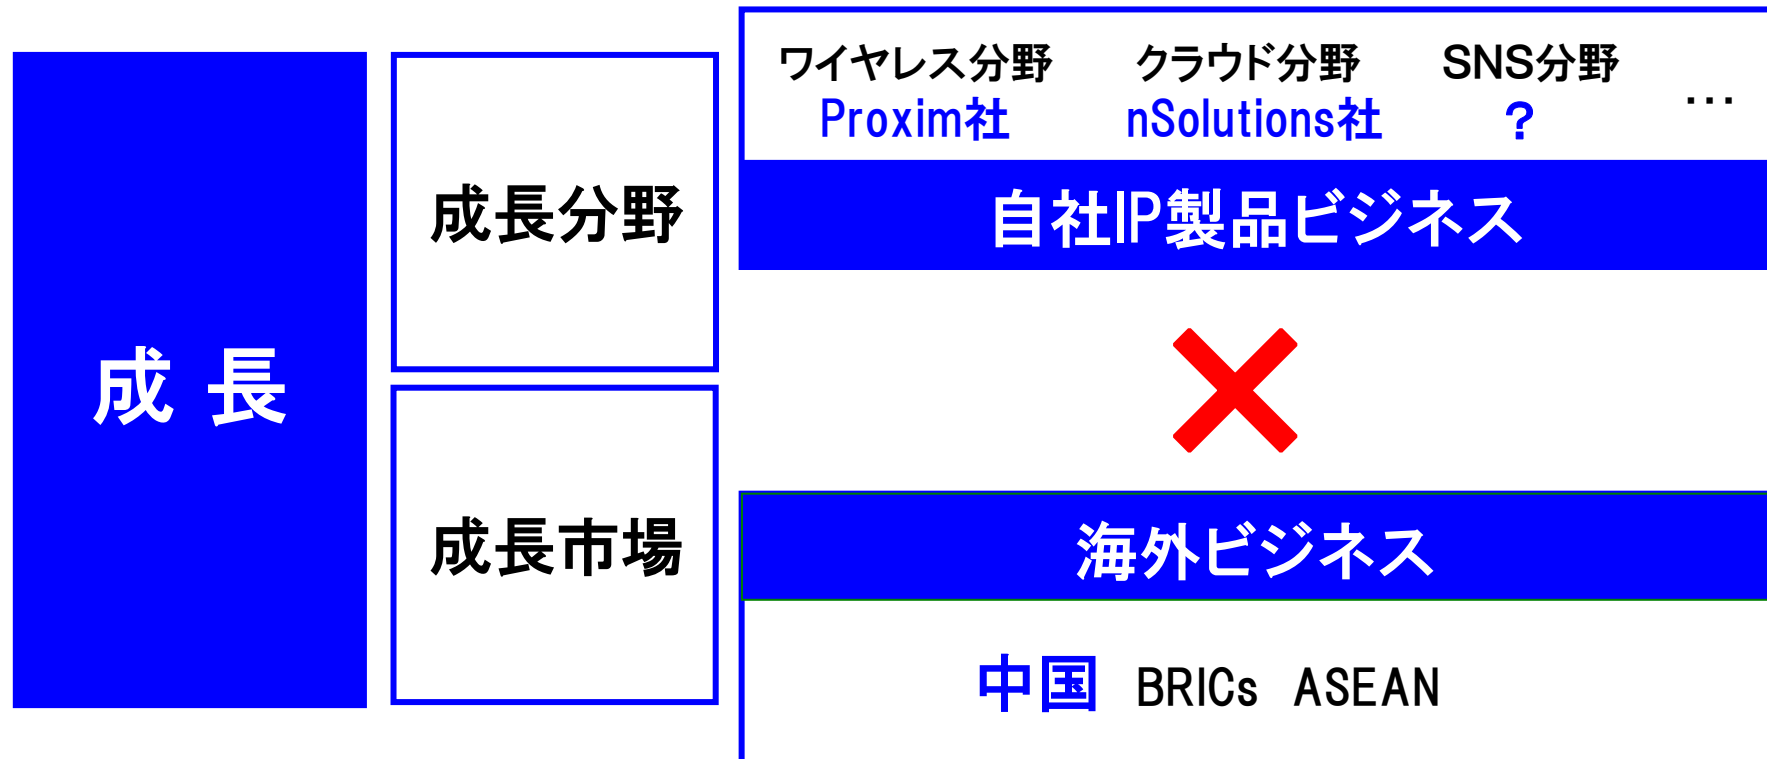 成 長
成長分野
ワイヤレス分野 クラウド分野 SNS分野 …
Proxim社 nSolutions社 ?
自社IP製品ビジネス
成長市場
海外ビジネス
中国 BRICs ASEAN